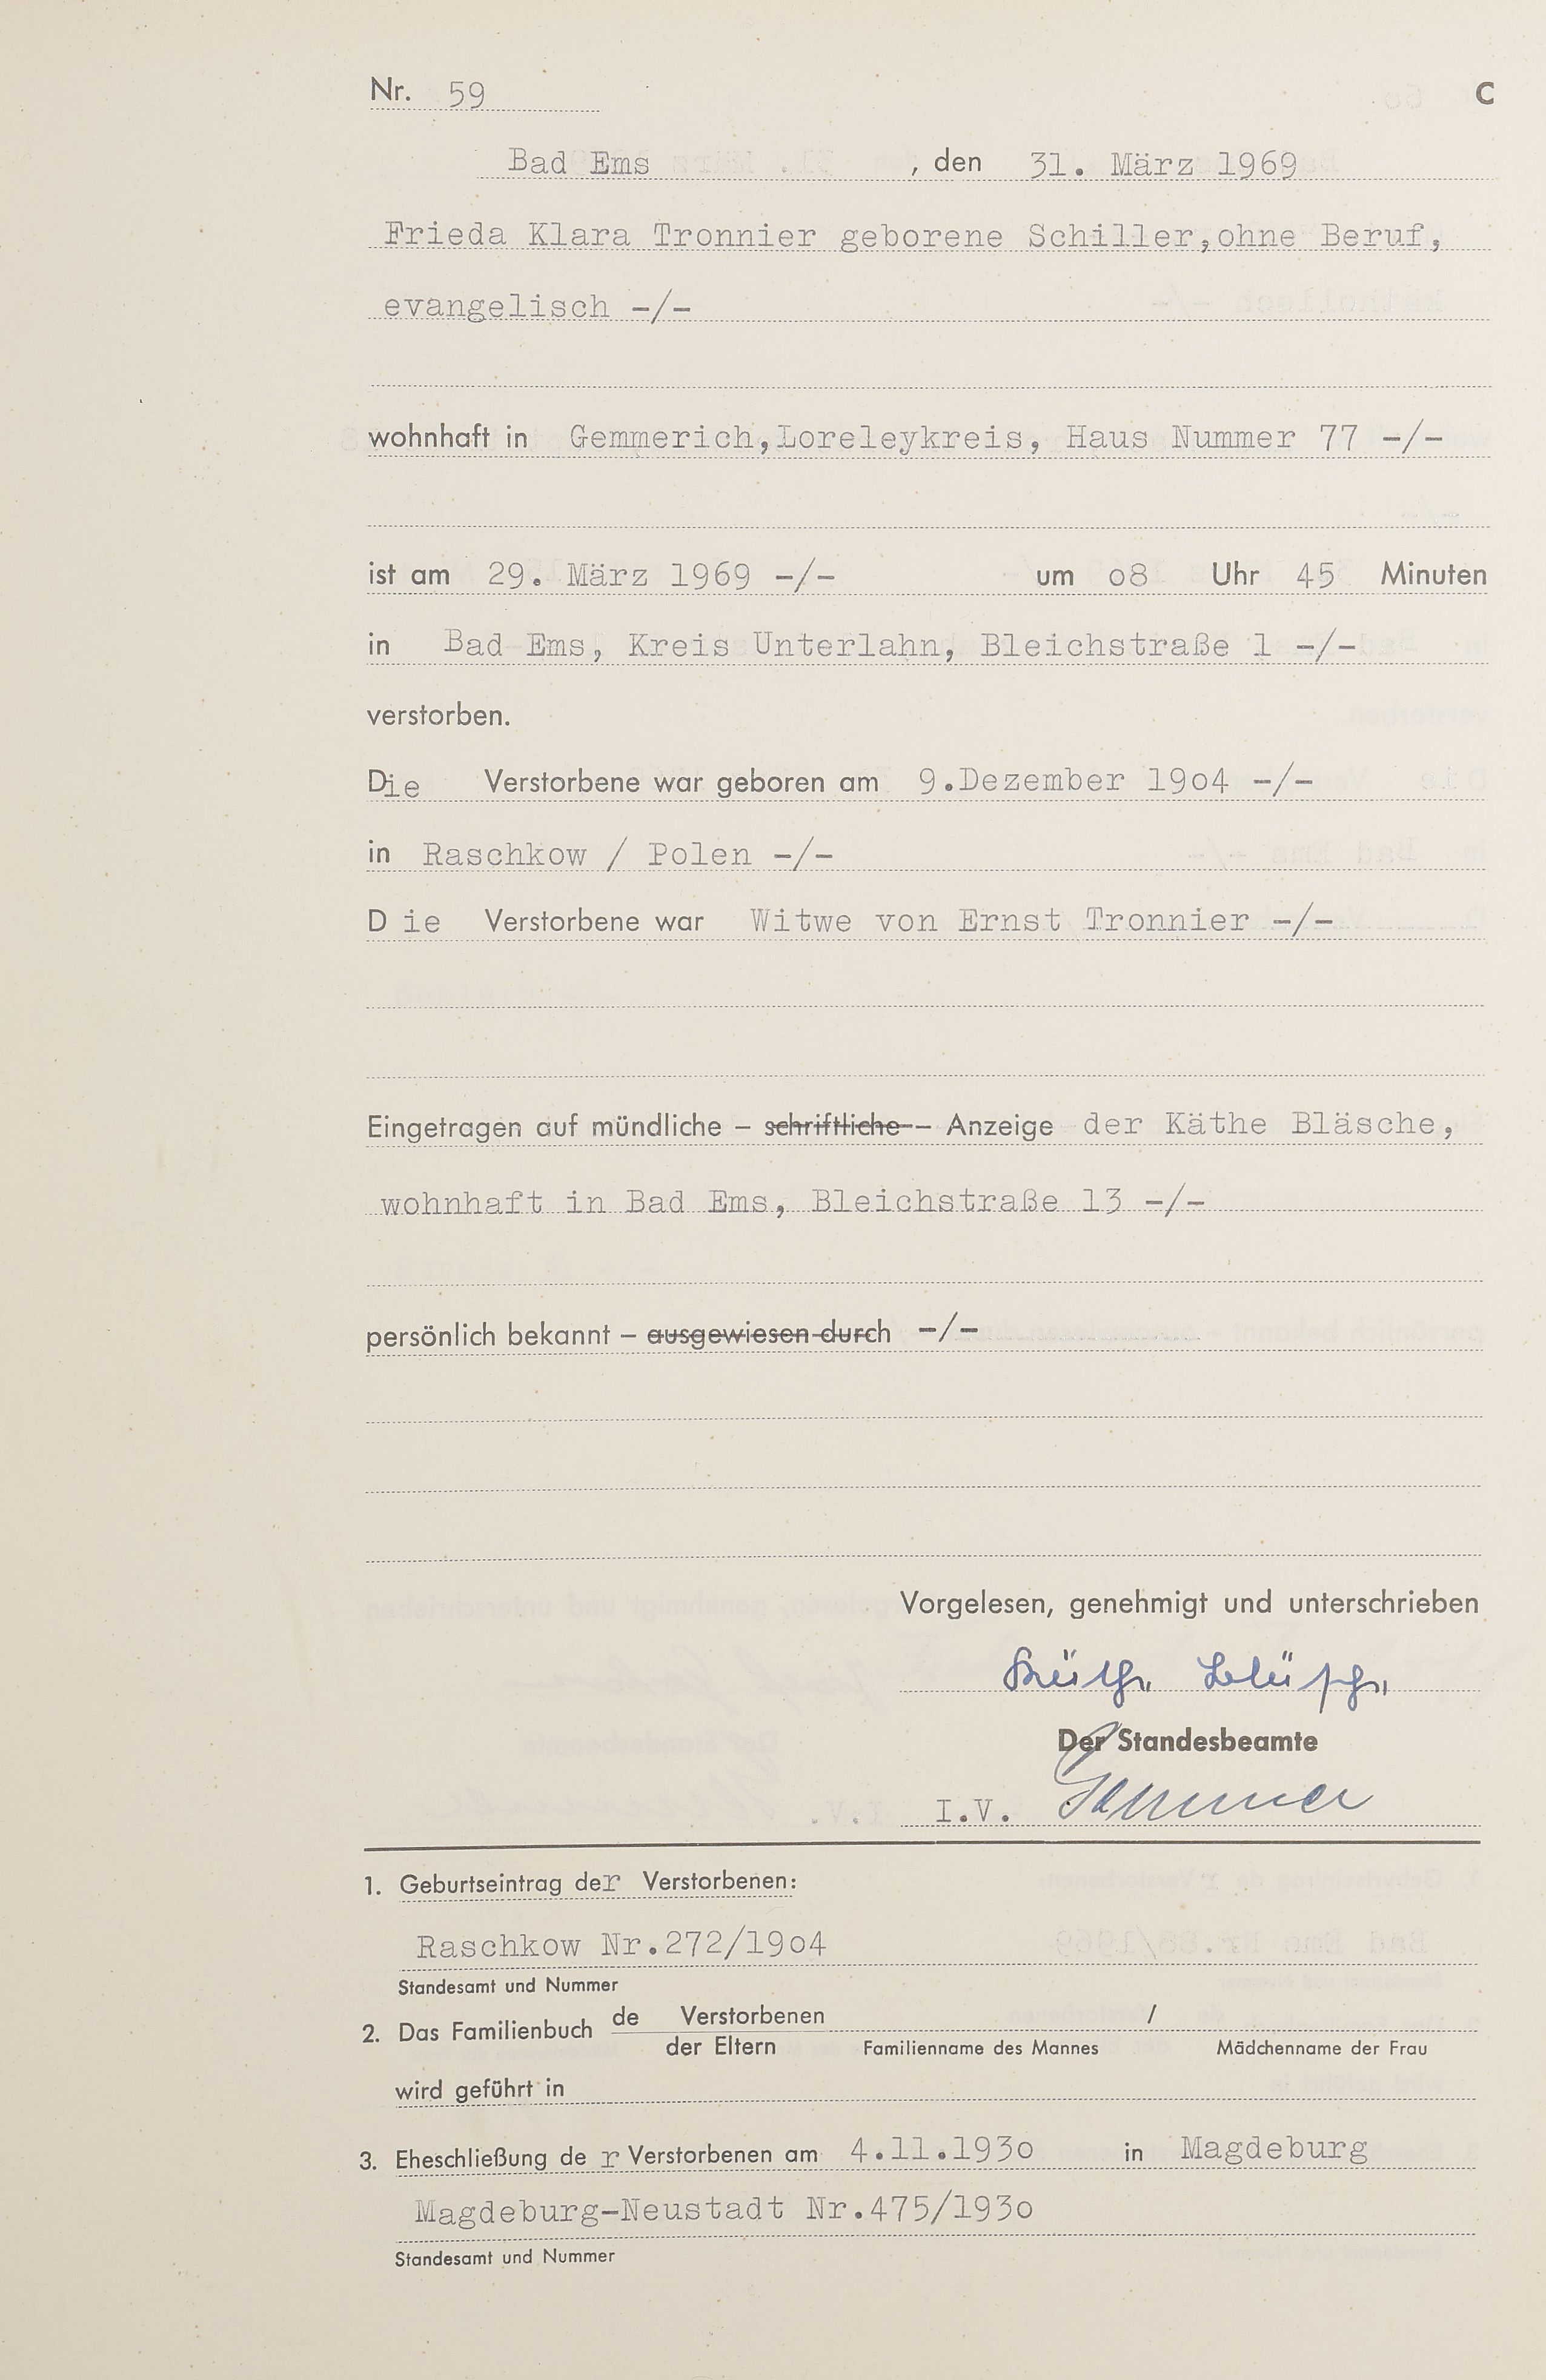 Nr. 59 C
Bad Ems , den 31. März 1969
Frieda Klara Tronnier geborene Schiller,ohne Beruf,
evangelisch -/-
wohnhaft in Gemmerich,Loreleykreis, Haus Nummer 77 -/-
ist am 29. März 1969 -/- um o8 Uhr 45 Minuten
in Bad Ems, Kreis Unterlahn, Bleichstraße 1 -/-
verstorben.
Die Verstorbene war geboren am 9.Dezember 19o4 -/-
in Raschkow / Polen -/-
D ie Verstorbene war Witwe von Ernst Tronnier -/-
Eingetragen auf mündliche – schriftliche – Anzeige der Käthe Bläsche,
wohnhaft in Bad Ems, Bleichstraße 13 -/-
persönlich bekannt – ausgewiesen durch -/-
Vorgelesen, genehmigt und unterschrieben
Käthe Bläsche
Der Standesbeamte
I.V. Sommer
1. Geburtseintrag der Verstorbenen:
Raschkow Nr.272/19o4
Standesamt und Nummer
2. Das Familienbuch de Verstorbenen /
der Eltern Familienname des Mannes Mädchenname der Frau
wird geführt in
3. Eheschließung de r Verstorbenen am 4.11.193o in Magdeburg
Magdeburg-Neustadt Nr.475/193o
Standesamt und Nummer